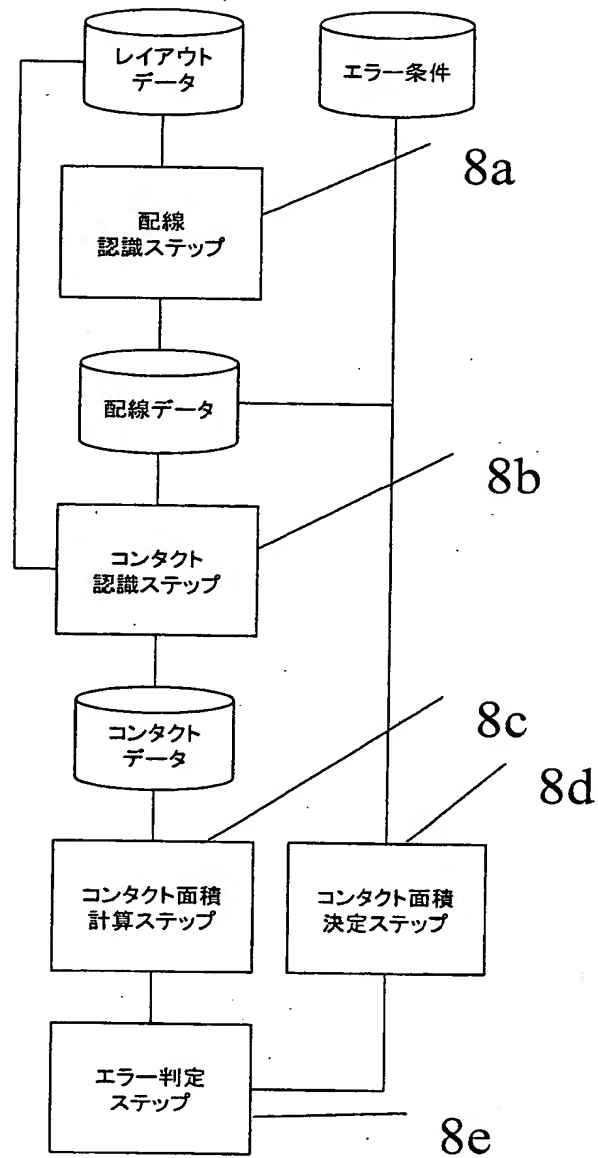 レイアウト
データ
エラー条件
8a
配線
認識ステップ
配線データ
8b
コンタクト
認識ステップ
コンタクト
データ
8c
8d
コンタクト面積
計算ステップ
コンタクト面積
決定ステップ
エラー判定
ステップ
8e